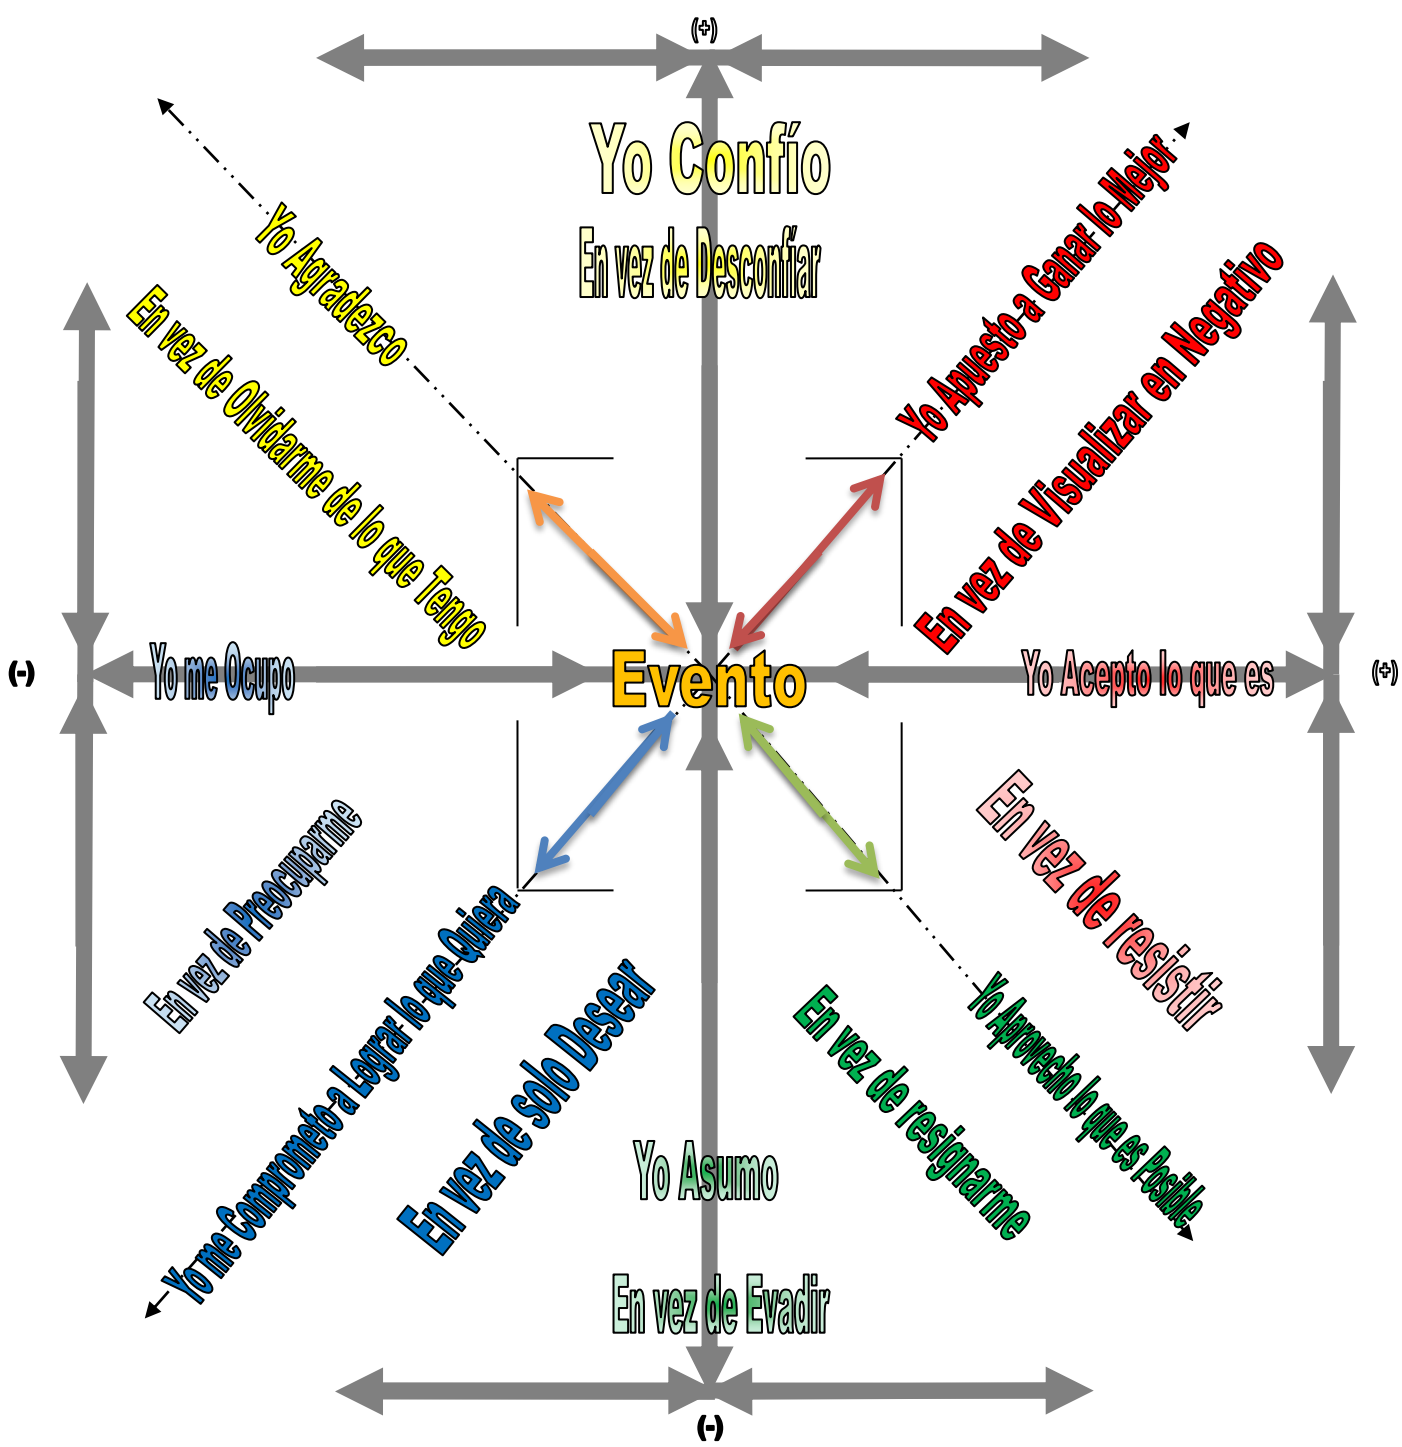 (+)
Yo Confío
En vez de Desconfíar
Yo Agradezco
En vez de Olvidarme de lo que Tengo
Yo Apuesto a Ganar lo Mejor
En vez de Visualizar en Negativo
(-)
Yo me Ocupo
Evento
Yo Acepto lo que es
(+)
En vez de Preocuparme
En vez de resistir
Yo me Comprometo a Lograr lo que Quiera
En vez de solo Desear
En vez de resignarme
Yo Aprovecho lo que es Posible
Yo Asumo
En vez de Evadir
(-)